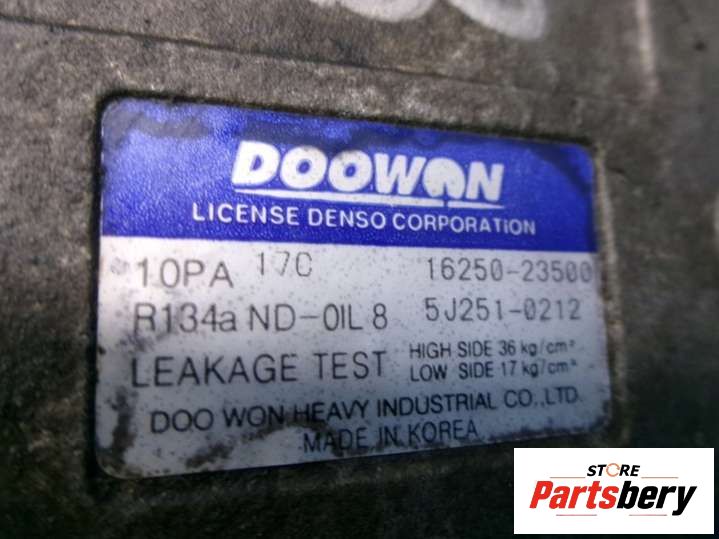 DOOWON
LICENSE DENSO CORPORATION
10PA 17C 16250-23500
R134a ND-OIL 8 5J251-0212
LEAKAGE TEST HIGH SIDE 36 kg/cm²
LOW SIDE 17 kg/cm²
DOO WON HEAVY INDUSTRIAL CO.,LTD.
MADE IN KOREA
STORE
Partsbery